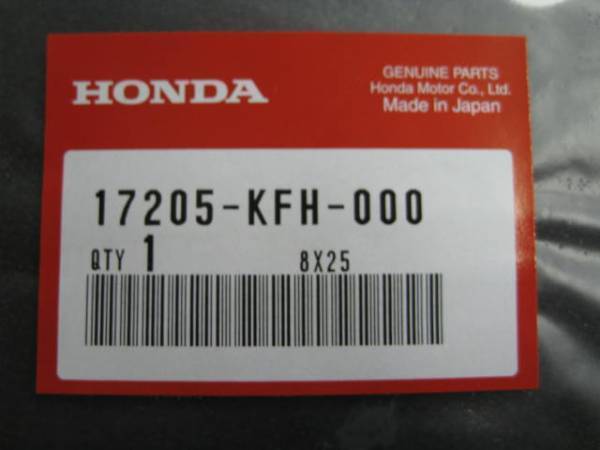 HONDA
GENUINE PARTS
Honda Motor Co., Ltd.
Made in Japan
17205-KFH-000
QTY 1 8X25